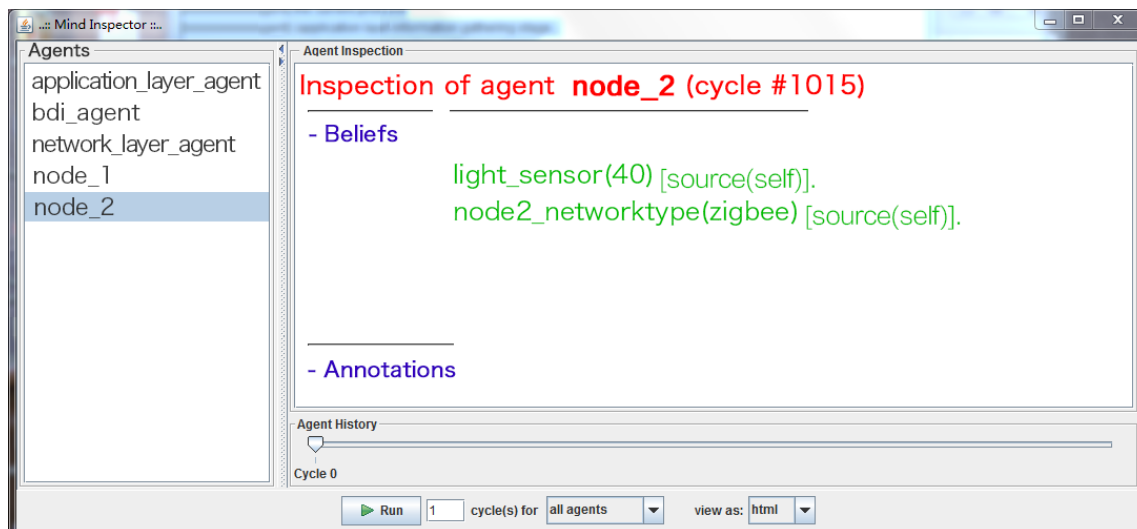 ..:: Mind Inspector ::..
Agents
application_layer_agent
bdi_agent
network_layer_agent
node_1
node_2
Agent Inspection
Inspection of agent node_2 (cycle #1015)
- Beliefs
light_sensor(40) [source(self)].
node2_networktype(zigbee) [source(self)].
- Annotations
Agent History
Cycle 0
Run 1 cycle(s) for all agents view as: html